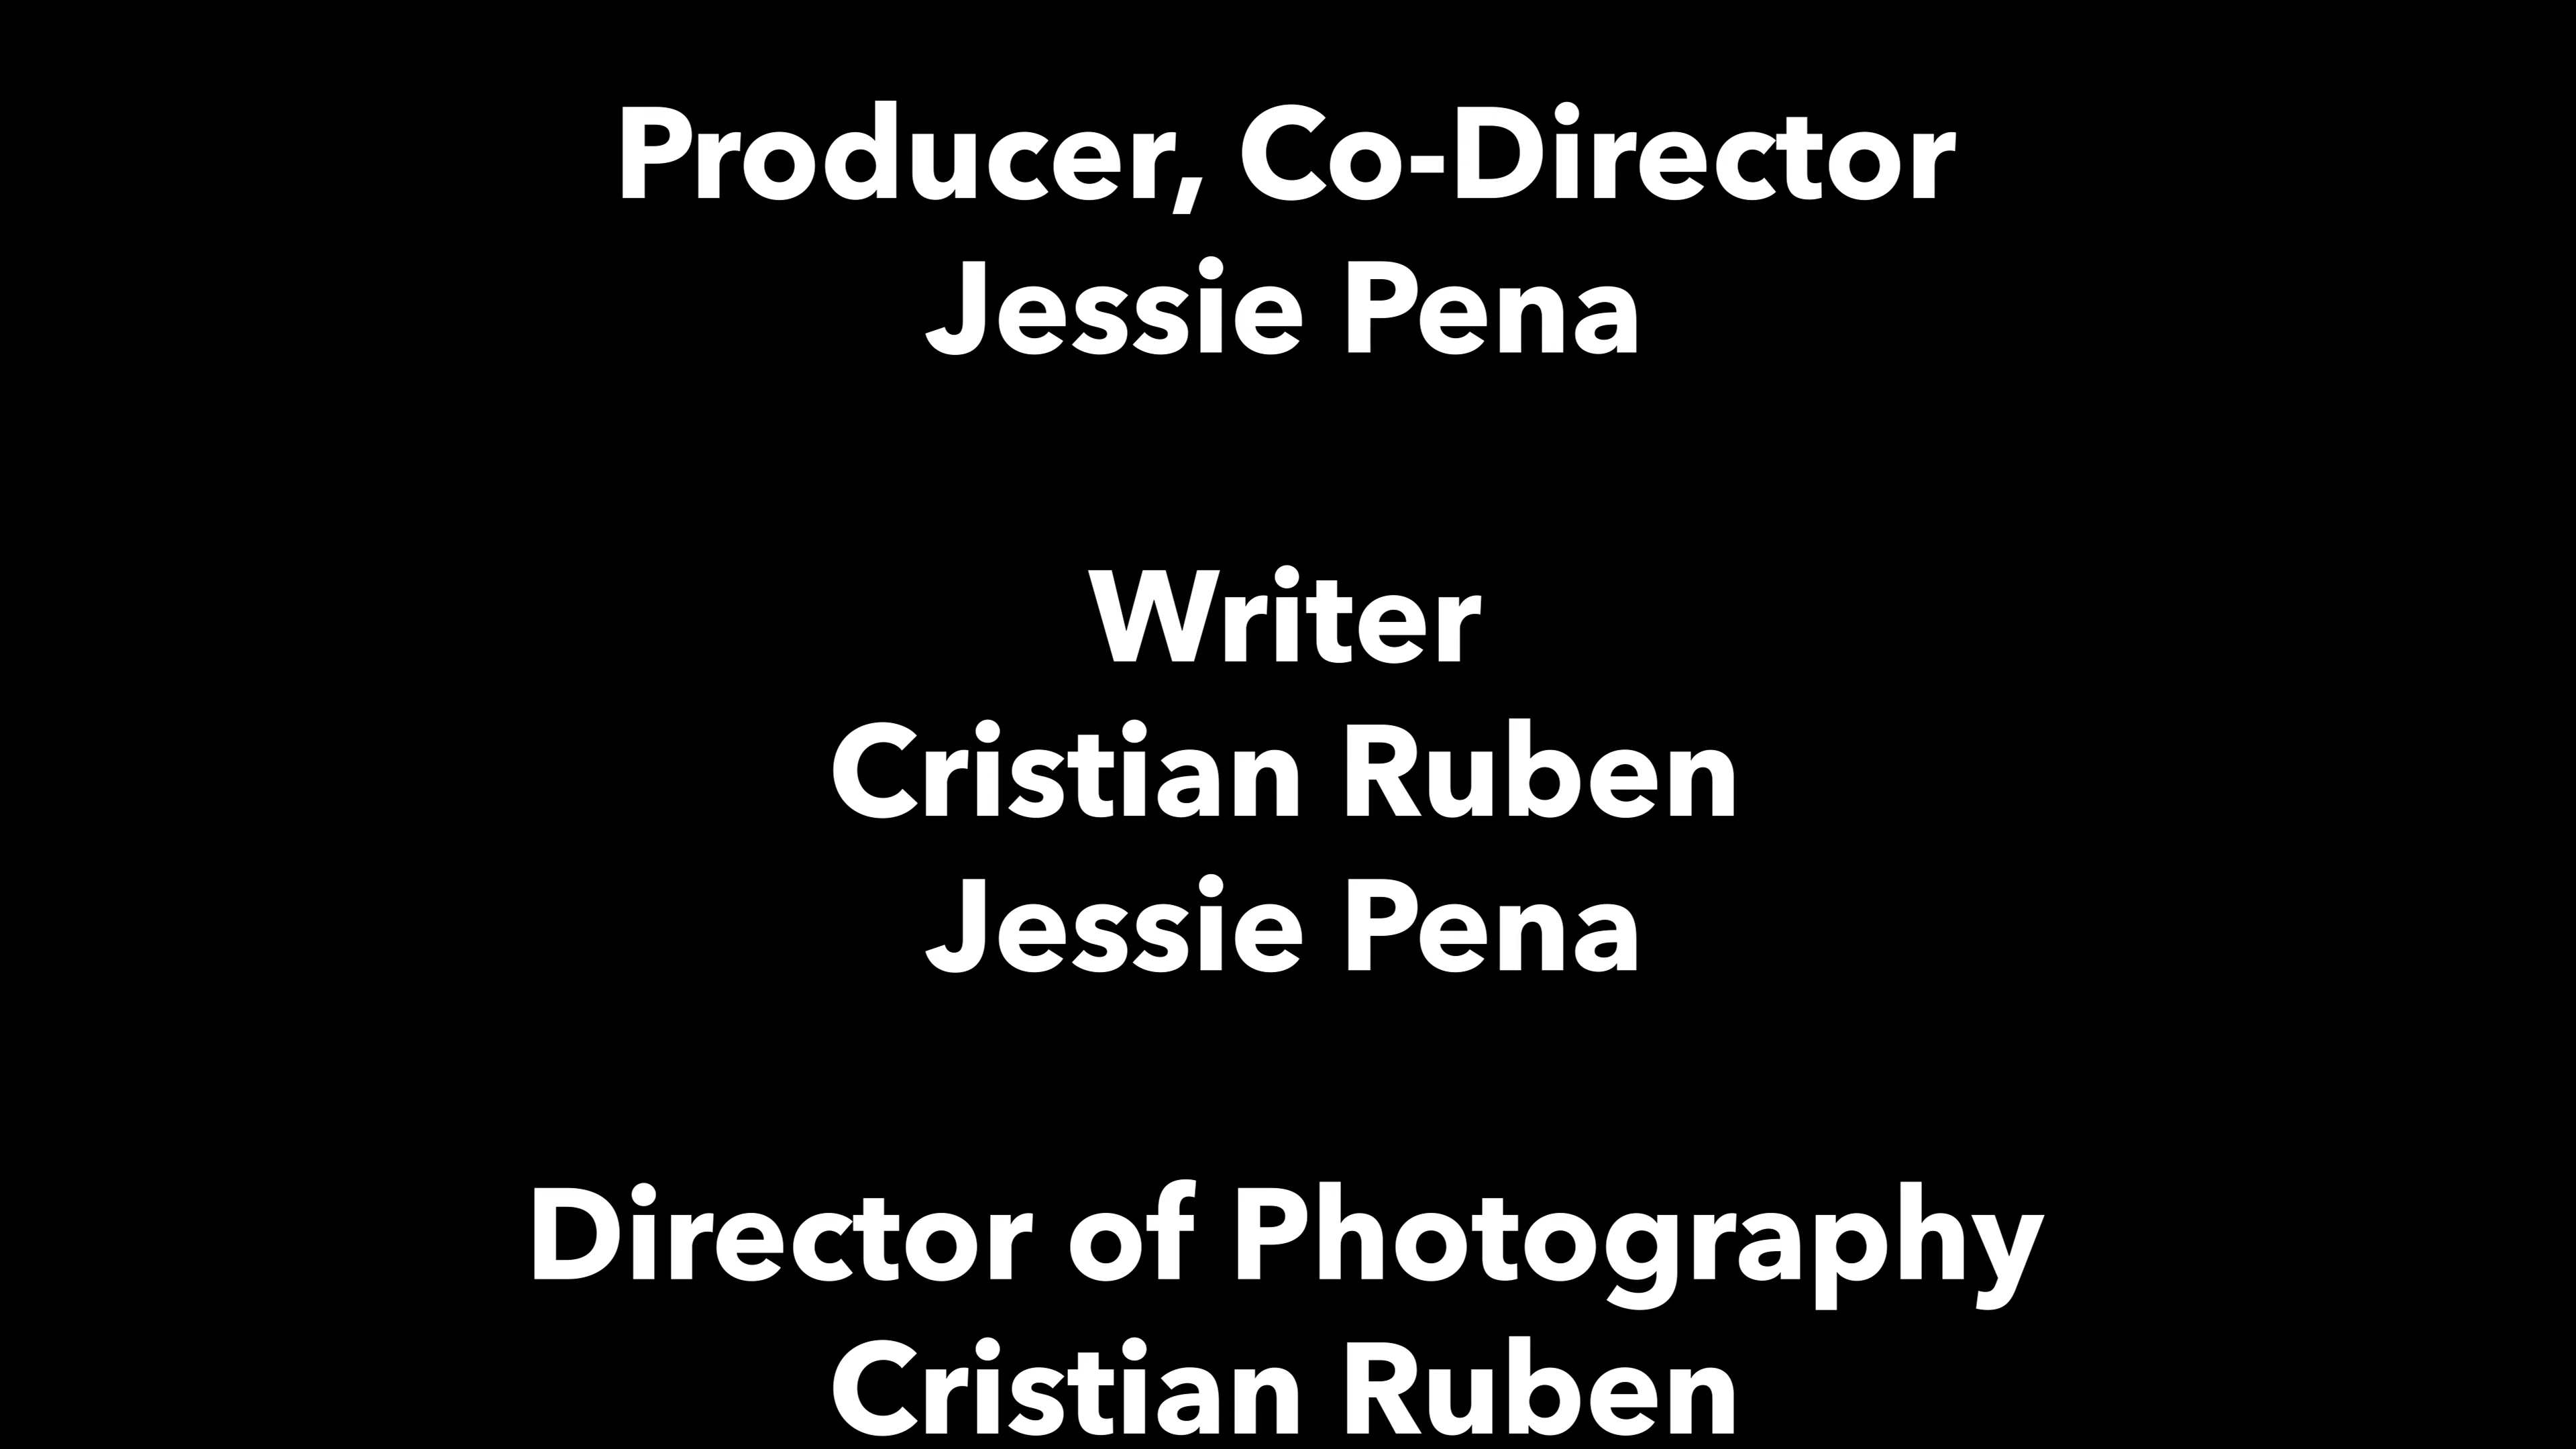 Producer, Co-Director
Jessie Pena
Writer
Cristian Ruben
Jessie Pena
Director of Photography
Cristian Ruben